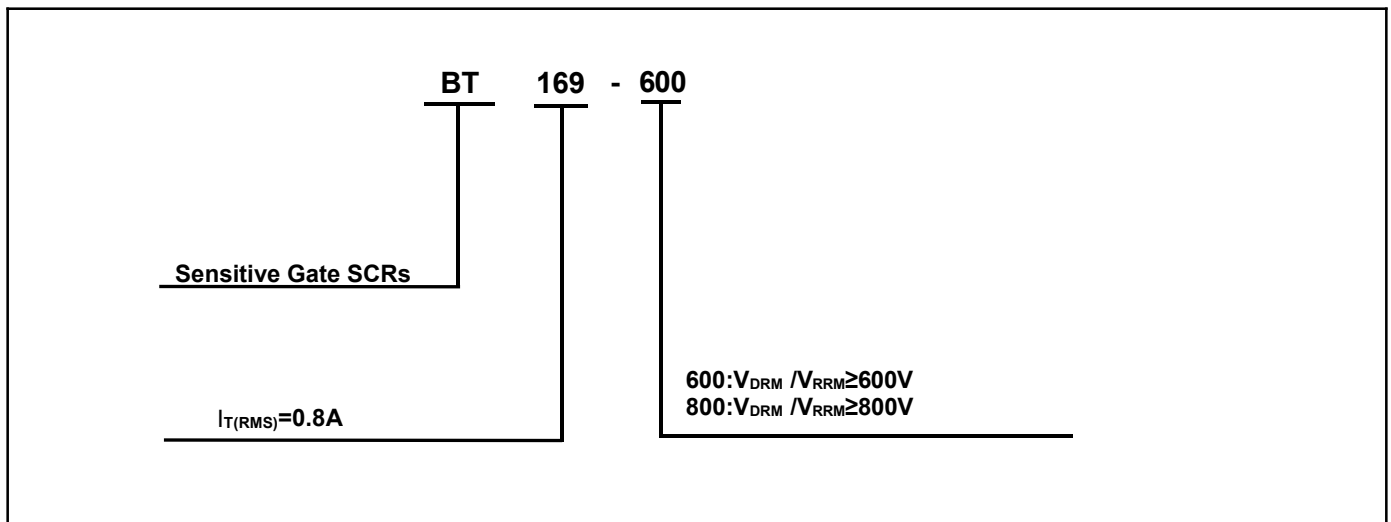 BT 169 - 600
Sensitive Gate SCRs
600:VDRM /VRRM≥600V
800:VDRM /VRRM≥800V
IT(RMS)=0.8A